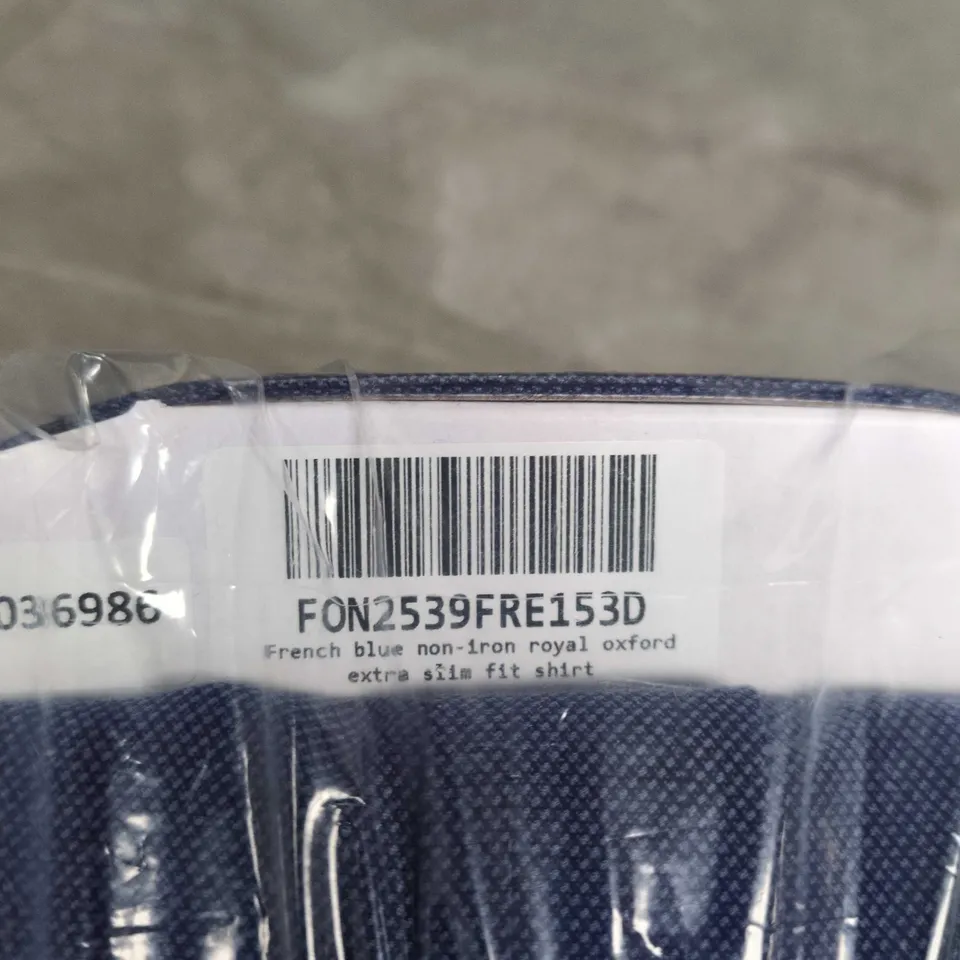 036986
FON2539FRE153D
French blue non-iron royal oxford
extra slim fit shirt